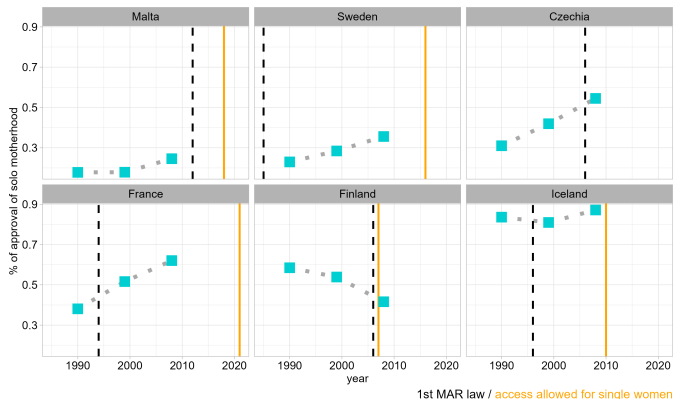 Malta Sweden Czechia
0.9
0.7
0.5
0.3
% of approval of solo motherhood
France Finland Iceland
0.9
0.7
0.5
0.3
1990 2000 2010 2020 1990 2000 2010 2020 1990 2000 2010 2020
year
1st MAR law / access allowed for single women